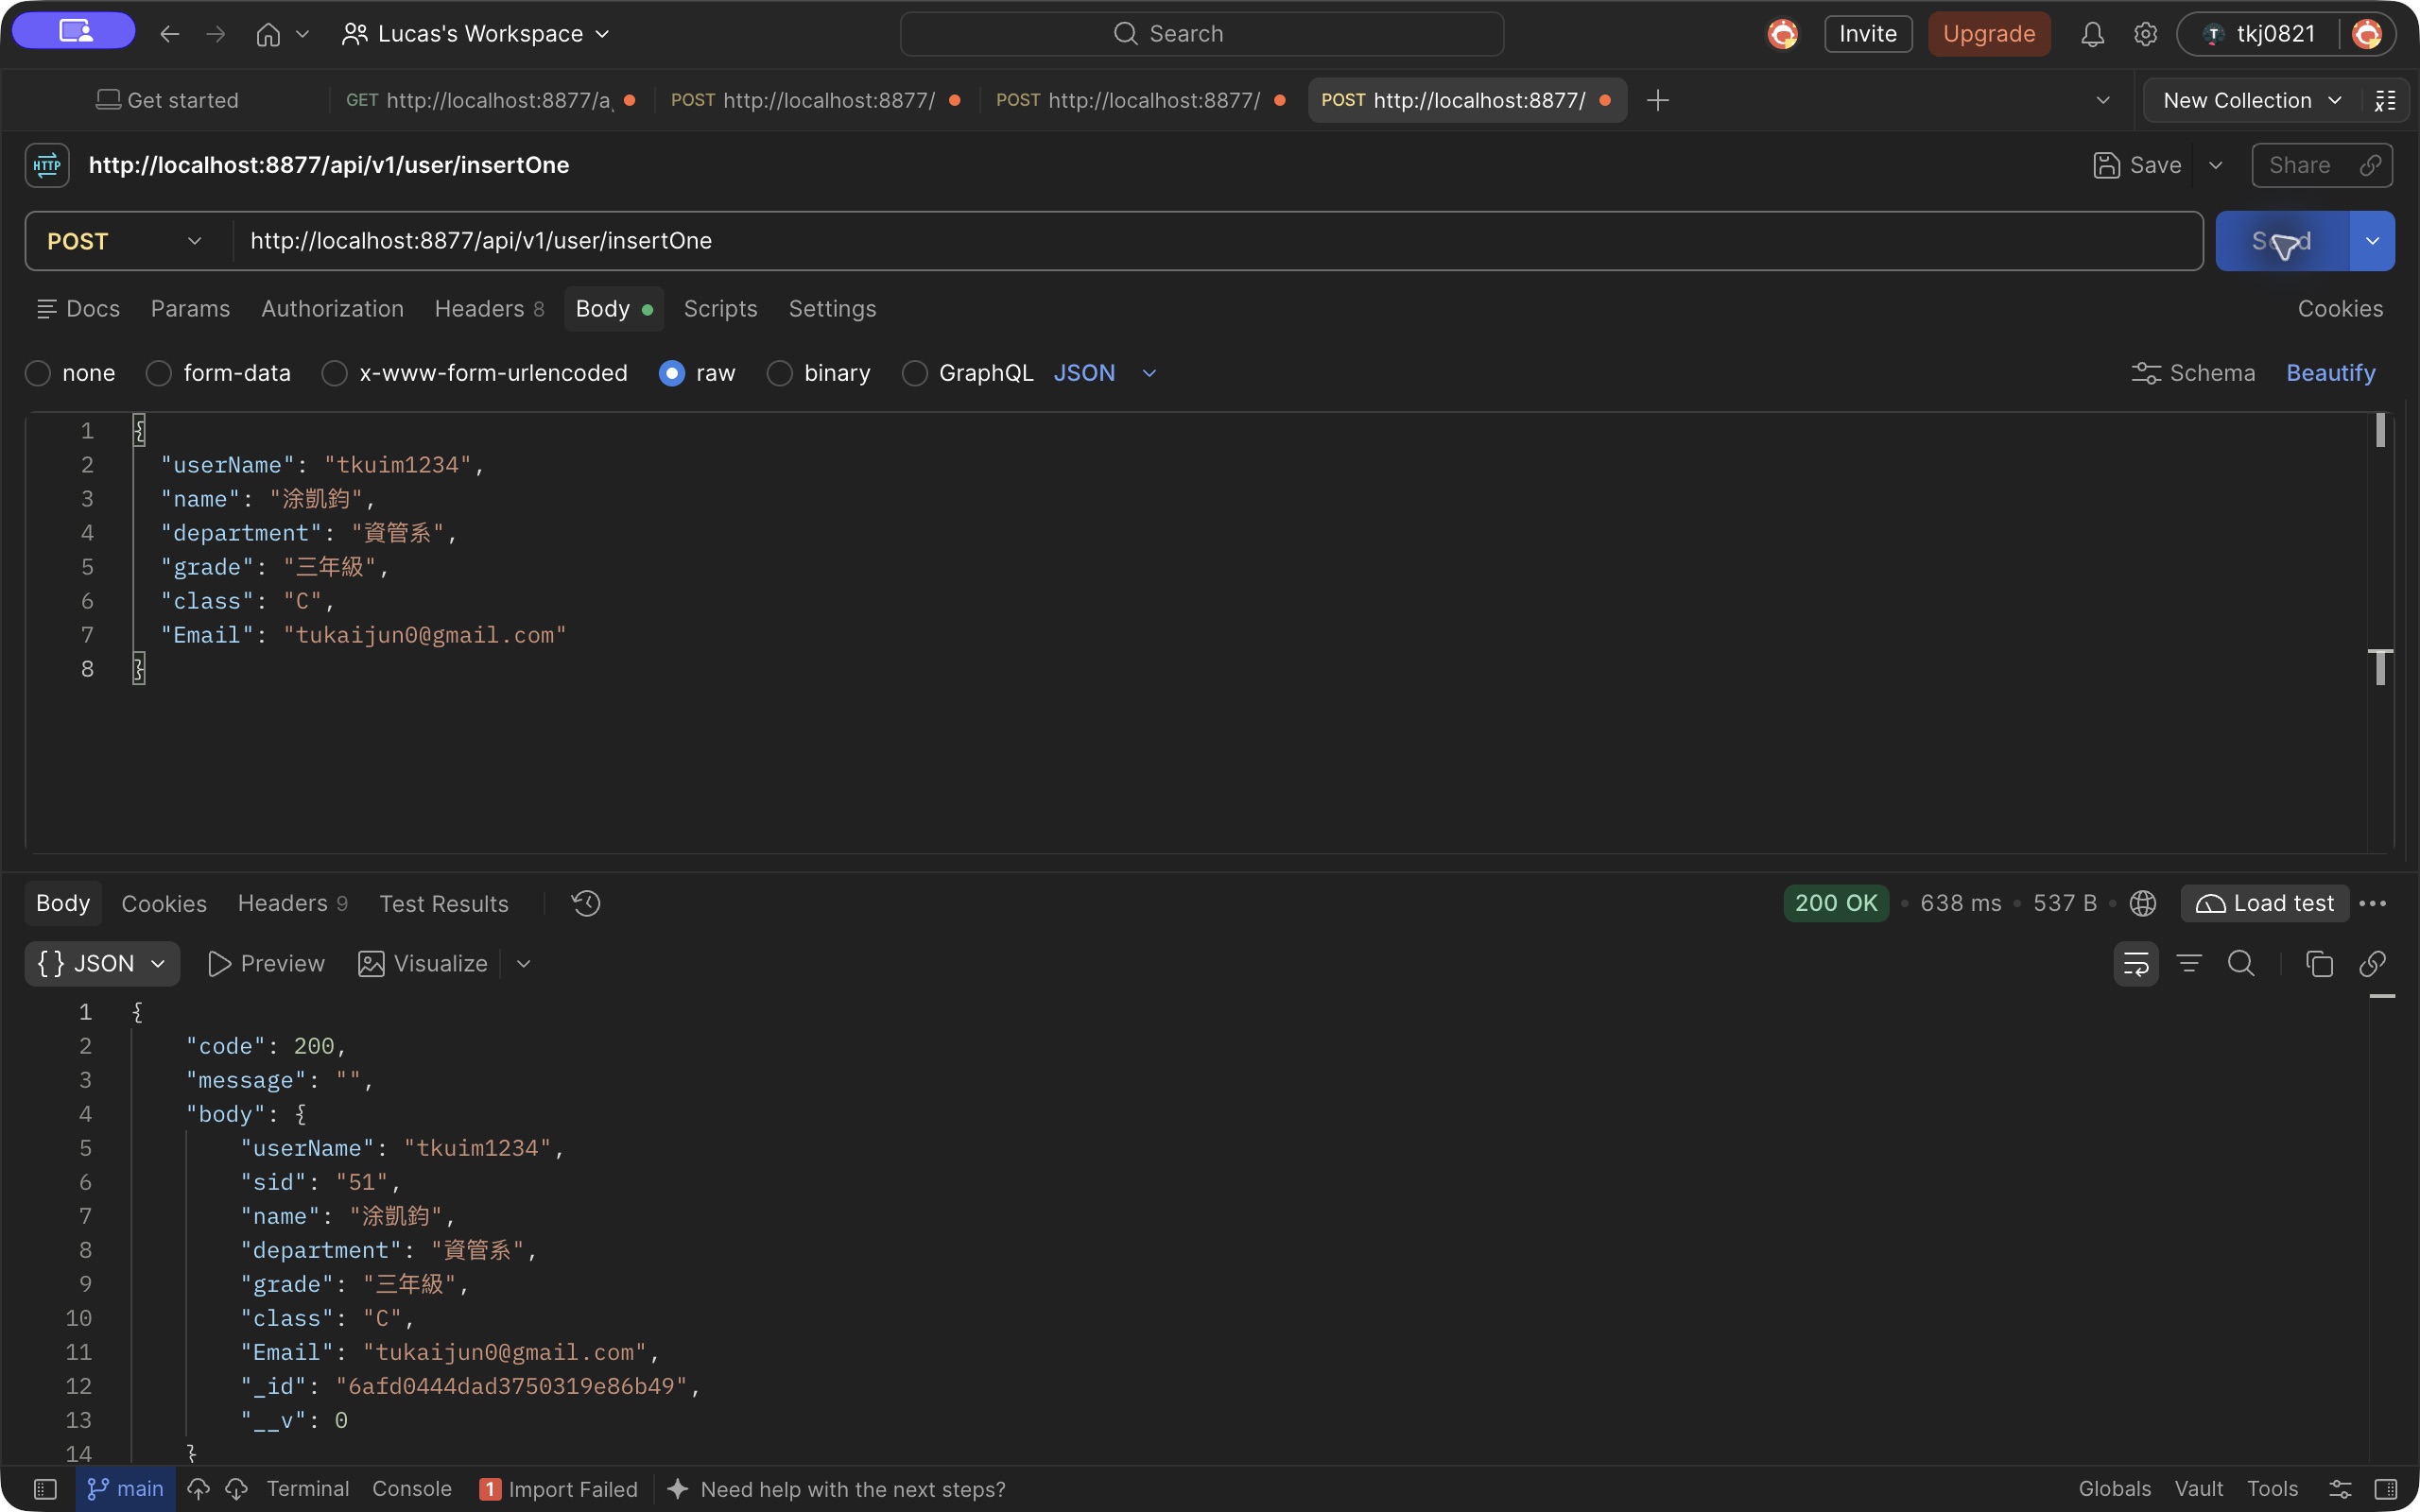 Lucas's Workspace
Search
Invite
Upgrade
tkj0821
Get started
GET http://localhost:8877/a
POST http://localhost:8877/
POST http://localhost:8877/
POST http://localhost:8877/
New Collection
HTTP http://localhost:8877/api/v1/user/insertOne
Save
Share
POST
http://localhost:8877/api/v1/user/insertOne
Send
Docs
Params
Authorization
Headers 8
Body
Scripts
Settings
Cookies
none
form-data
x-www-form-urlencoded
raw
binary
GraphQL
JSON
Schema
Beautify
1 {
2 "userName": "tkuim1234",
3 "name": "涂凱鈞",
4 "department": "資管系",
5 "grade": "三年級",
6 "class": "C",
7 "Email": "tukaijun0@gmail.com"
8 }
Body
Cookies
Headers 9
Test Results
200 OK • 638 ms • 537 B •
Load test
{} JSON
Preview
Visualize
1 {
2 "code": 200,
3 "message": "",
4 "body": {
5 "userName": "tkuim1234",
6 "sid": "51",
7 "name": "涂凱鈞",
8 "department": "資管系",
9 "grade": "三年級",
10 "class": "C",
11 "Email": "tukaijun0@gmail.com",
12 "_id": "6afd0444dad3750319e86b49",
13 "__v": 0
14 }
main
Terminal
Console
1 Import Failed
Need help with the next steps?
Globals
Vault
Tools